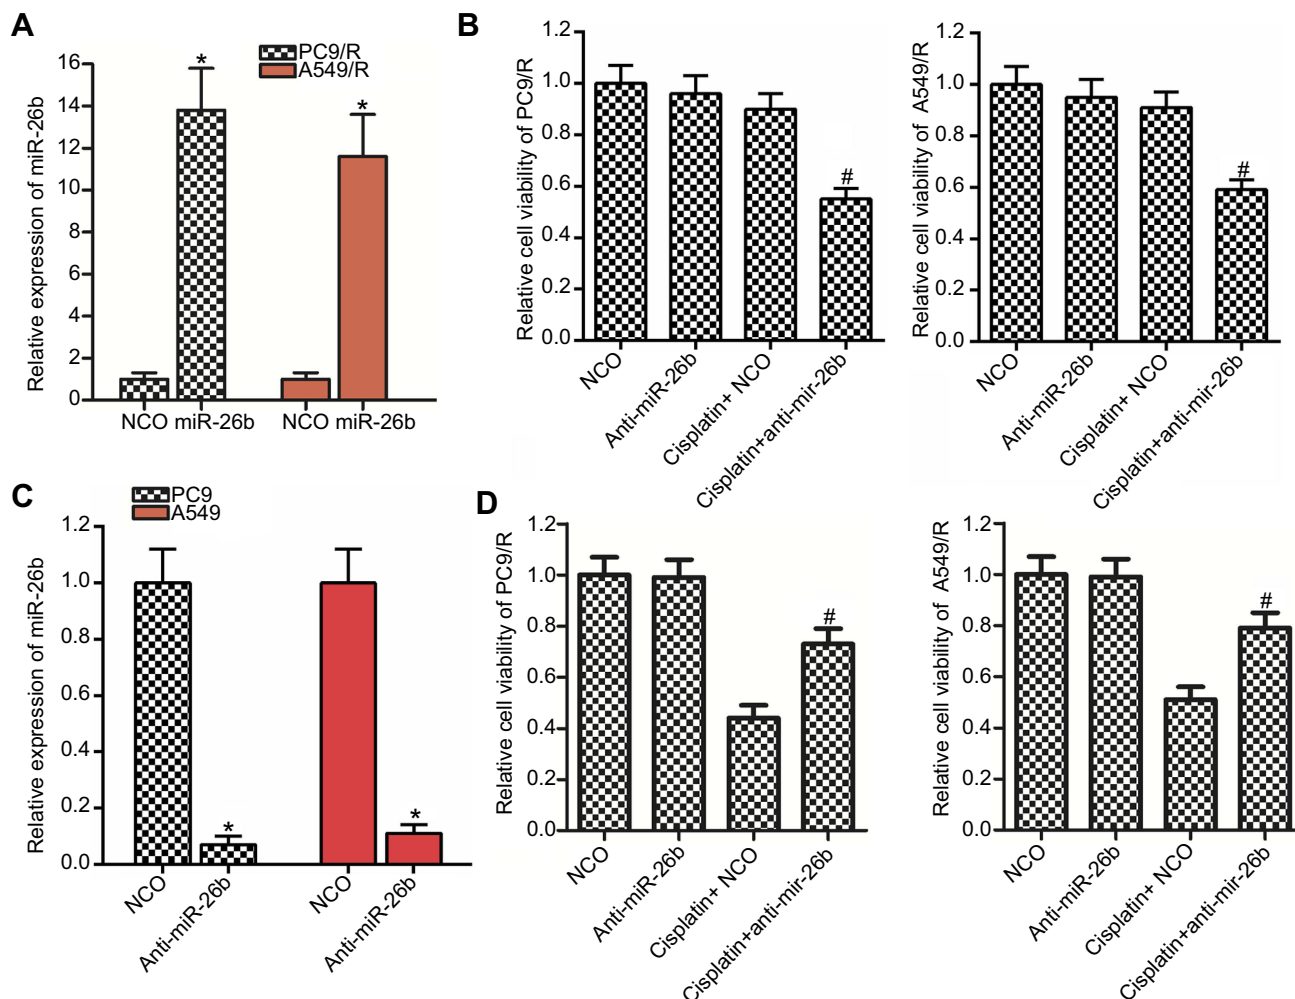 A
PC9/R
A549/R
Relative expression of miR-26b
16
14
12
10
8
6
4
2
0
*
*
NCO miR-26b NCO miR-26b
B
Relative cell viability of PC9/R
1.2
1.0
0.8
0.6
0.4
0.2
0.0
#
NCO
Anti-miR-26b
Cisplatin+ NCO
Cisplatin+anti-mir-26b
Relative cell viability of A549/R
1.2
1.0
0.8
0.6
0.4
0.2
0.0
#
NCO
Anti-miR-26b
Cisplatin+ NCO
Cisplatin+anti-mir-26b
C
PC9
A549
Relative expression of miR-26b
1.2
1.0
0.8
0.6
0.4
0.2
0.0
*
*
NCO
Anti-miR-26b
NCO
Anti-miR-26b
D
Relative cell viability of PC9/R
1.2
1.0
0.8
0.6
0.4
0.2
0.0
#
NCO
Anti-miR-26b
Cisplatin+ NCO
Cisplatin+anti-mir-26b
Relative cell viability of A549/R
1.2
1.0
0.8
0.6
0.4
0.2
0.0
#
NCO
Anti-miR-26b
Cisplatin+ NCO
Cisplatin+anti-mir-26b